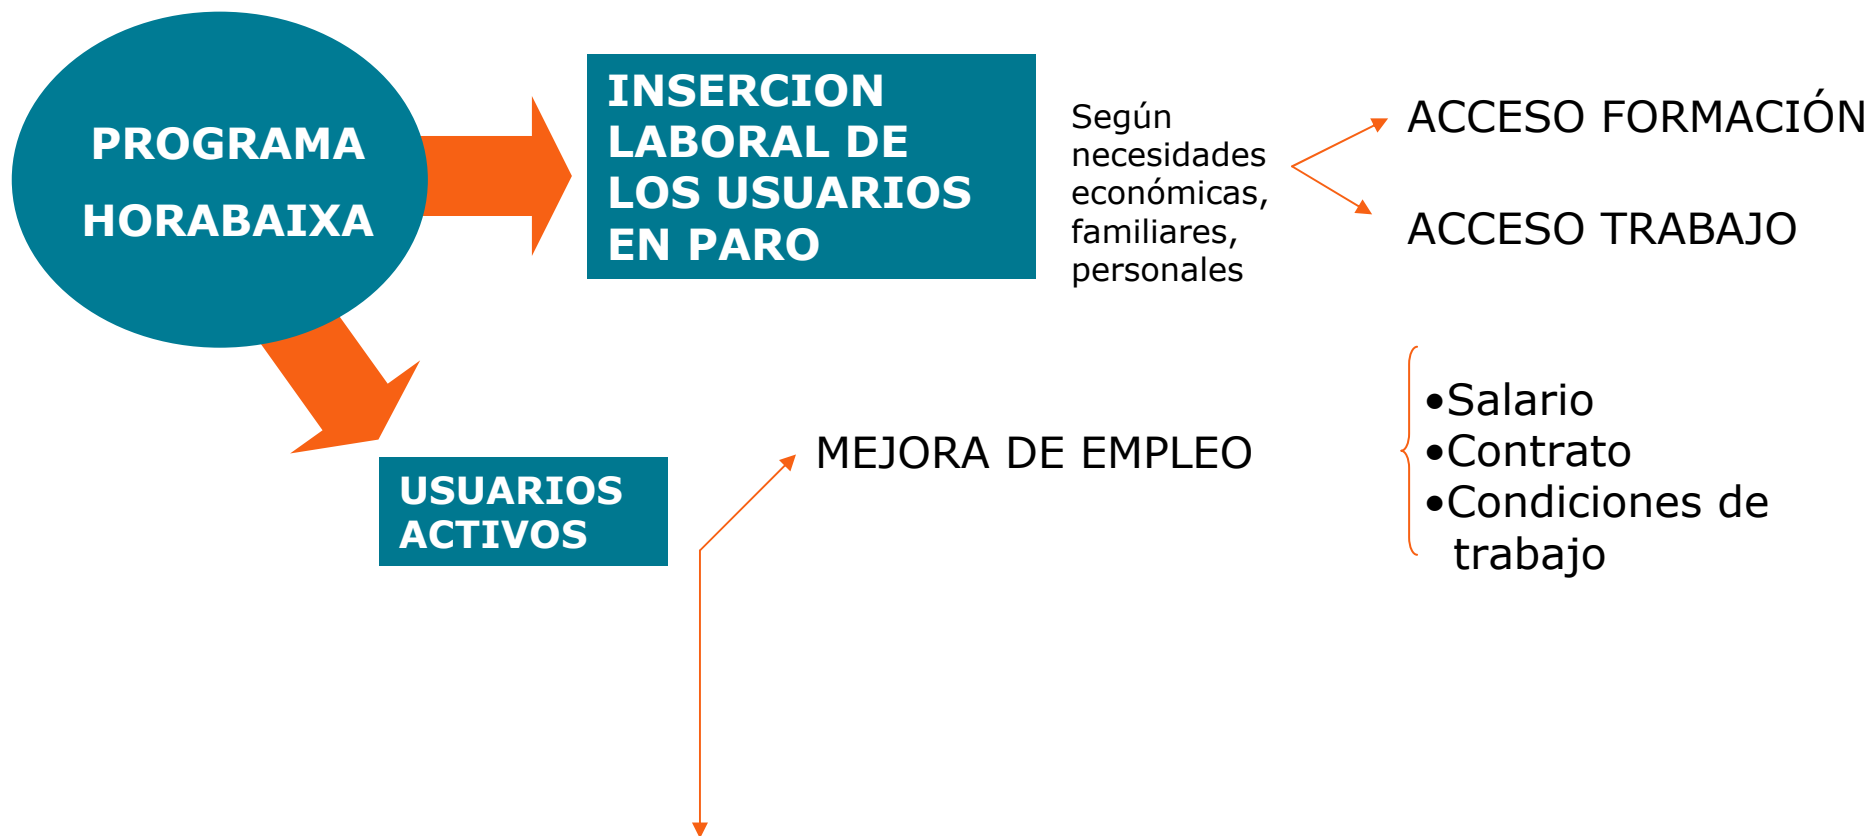 PROGRAMA
HORABAIXA
INSERCION
LABORAL DE
LOS USUARIOS
EN PARO
Según
necesidades
económicas,
familiares,
personales
ACCESO FORMACIÓN
ACCESO TRABAJO
USUARIOS
ACTIVOS
MEJORA DE EMPLEO
•Salario
•Contrato
•Condiciones de
trabajo